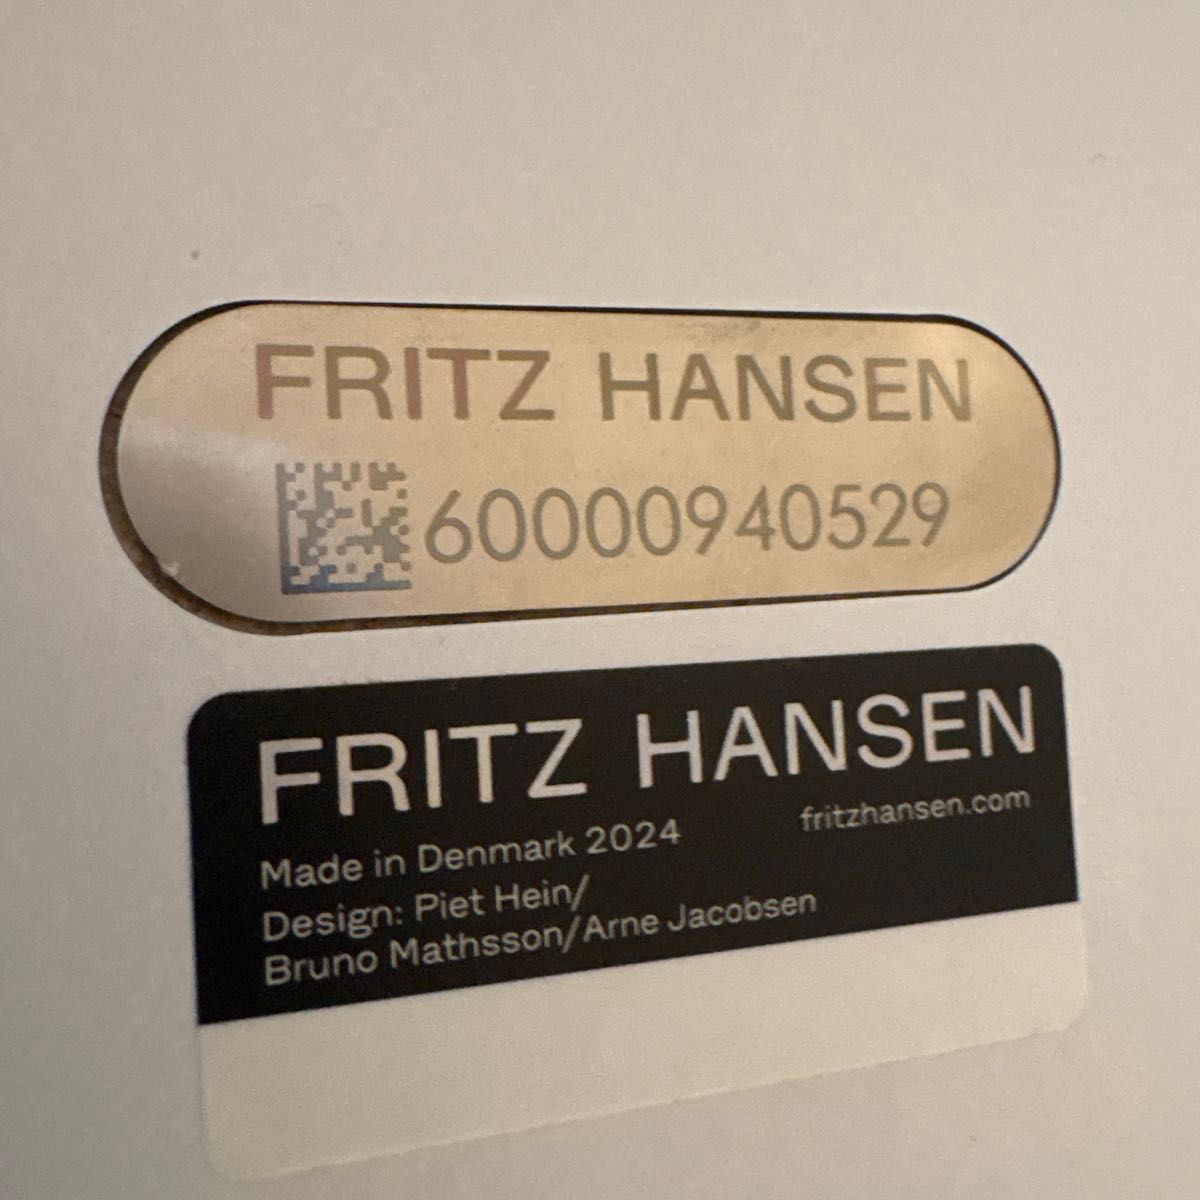 FRITZ HANSEN
60000940529
FRITZ HANSEN
fritzhansen.com
Made in Denmark 2024
Design: Piet Hein/
Bruno Mathsson/Arne Jacobsen